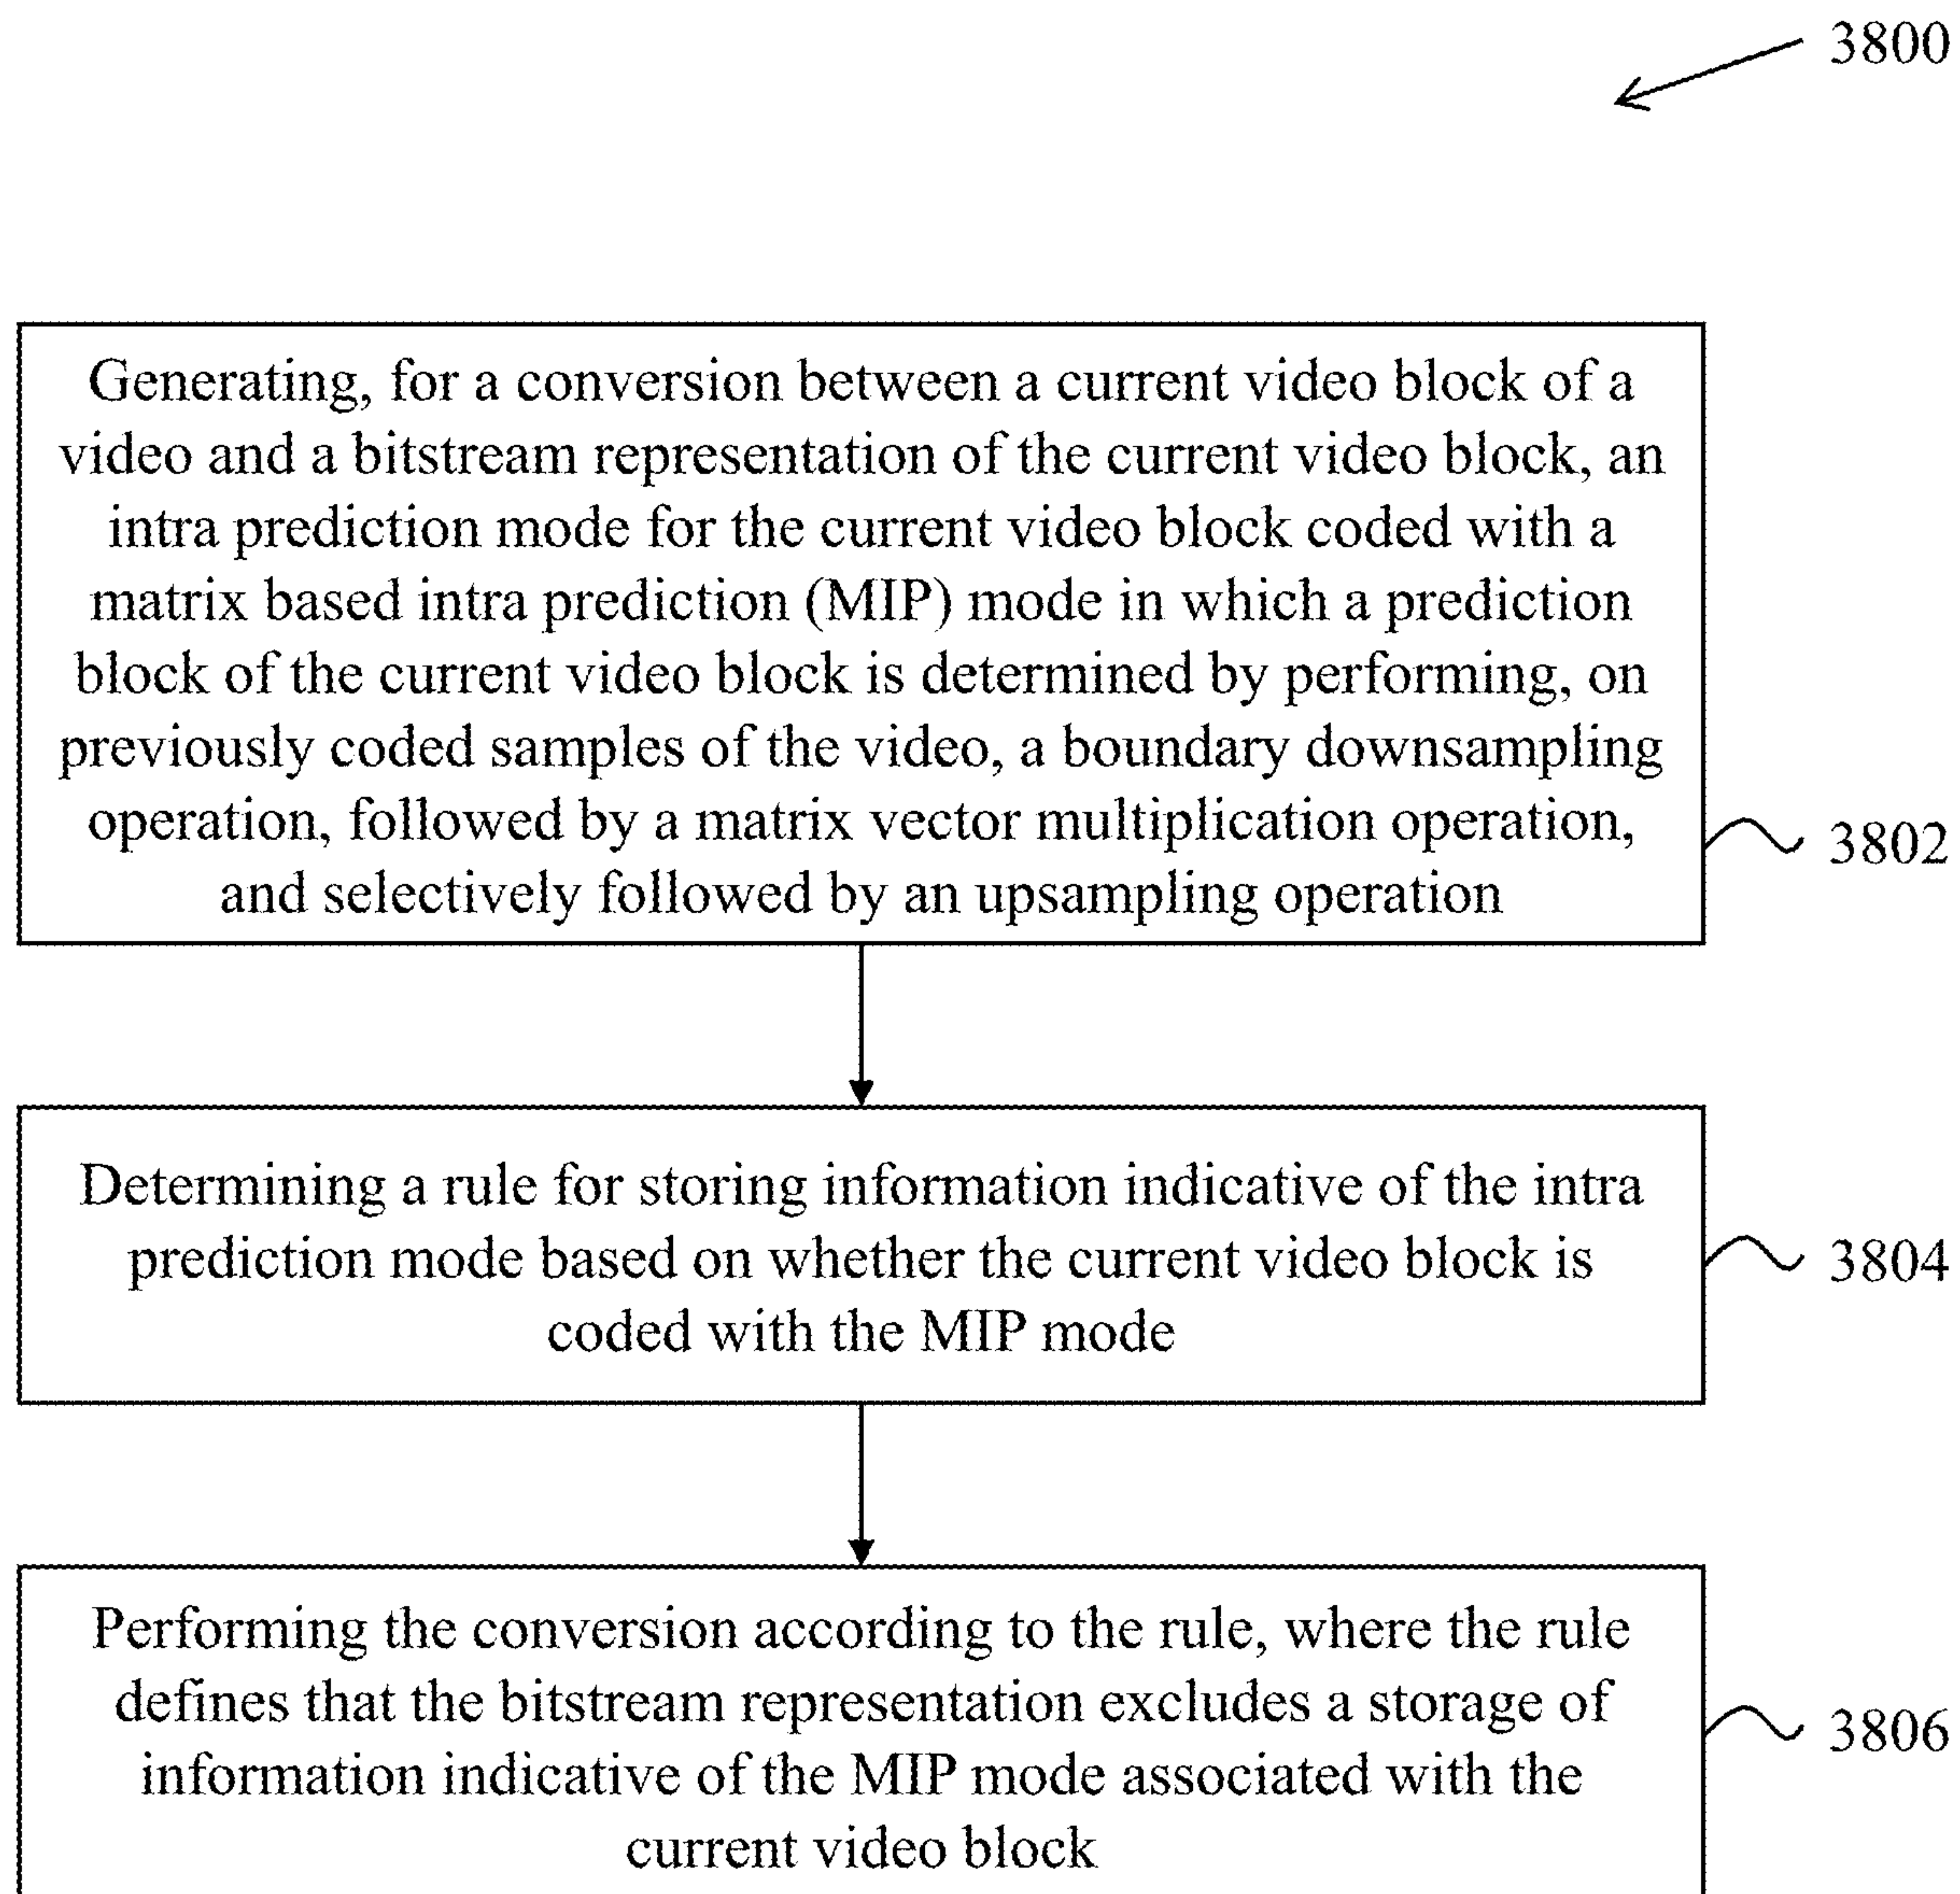 3800
Generating, for a conversion between a current video block of a
video and a bitstream representation of the current video block, an
intra prediction mode for the current video block coded with a
matrix based intra prediction (MIP) mode in which a prediction
block of the current video block is determined by performing, on
previously coded samples of the video, a boundary downsampling
operation, followed by a matrix vector multiplication operation,
and selectively followed by an upsampling operation
3802
Determining a rule for storing information indicative of the intra
prediction mode based on whether the current video block is
coded with the MIP mode
3804
Performing the conversion according to the rule, where the rule
defines that the bitstream representation excludes a storage of
information indicative of the MIP mode associated with the
current video block
3806